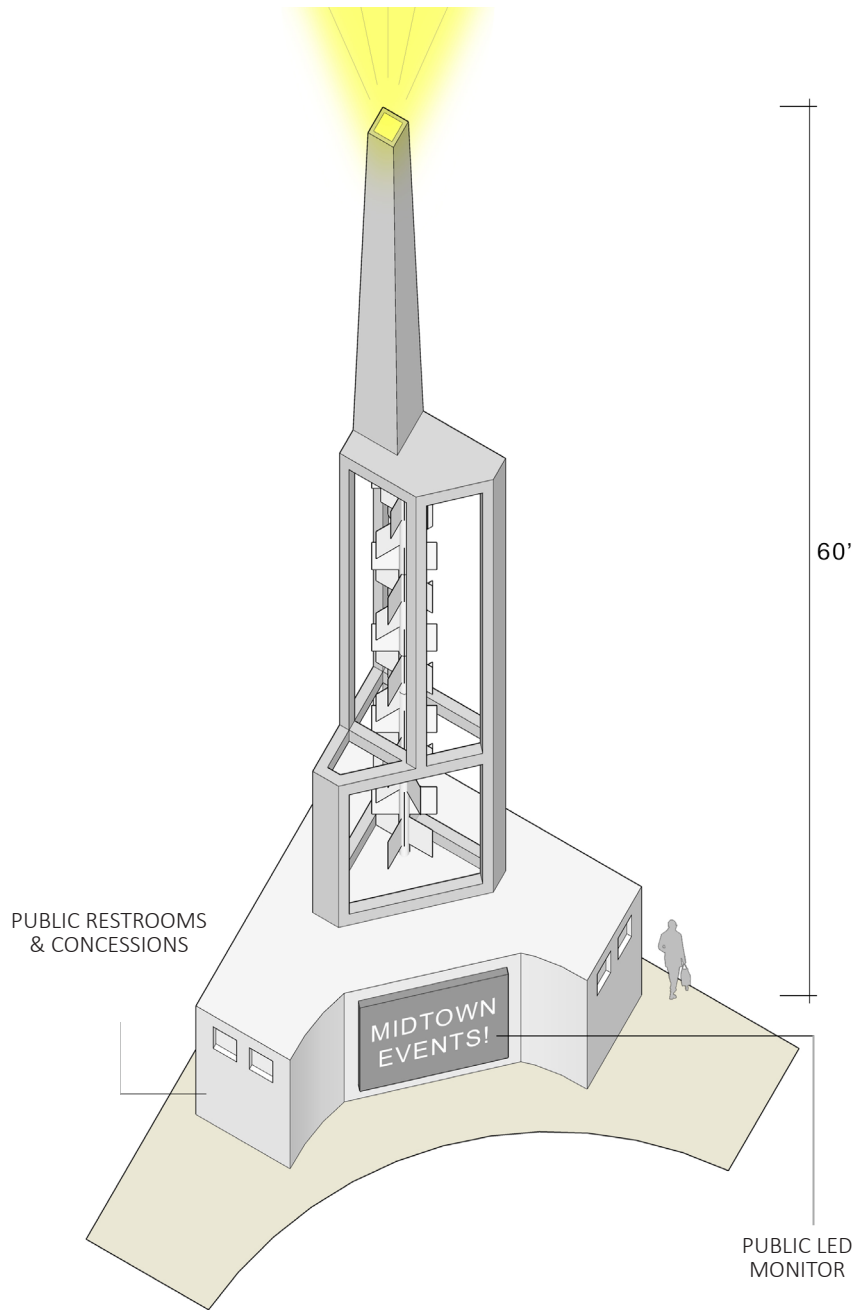 60’
PUBLIC RESTROOMS
& CONCESSIONS
MIDTOWN
EVENTS!
PUBLIC LED
MONITOR